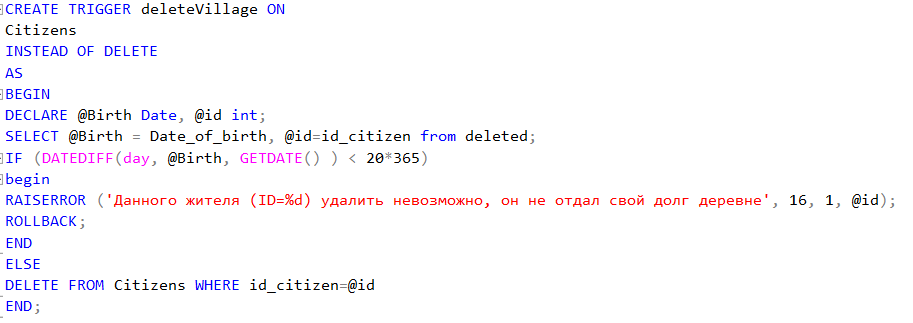 CREATE TRIGGER deleteVillage ON
Citizens
INSTEAD OF DELETE
AS
BEGIN
DECLARE @Birth Date, @id int;
SELECT @Birth = Date_of_birth, @id=id_citizen from deleted;
IF (DATEDIFF(day, @Birth, GETDATE() ) < 20*365)
begin
RAISERROR ('Данного жителя (ID=%d) удалить невозможно, он не отдал свой долг деревне', 16, 1, @id);
ROLLBACK;
END
ELSE
DELETE FROM Citizens WHERE id_citizen=@id
END;